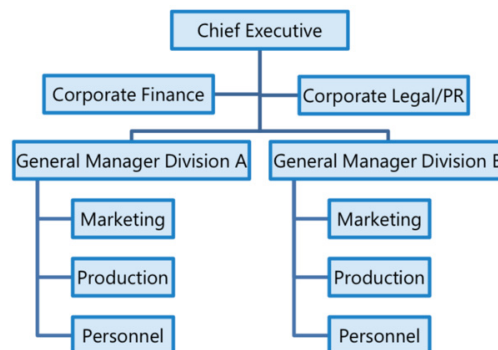 Chief Executive
Corporate Finance
Corporate Legal/PR
General Manager Division A
General Manager Division B
Marketing
Marketing
Production
Production
Personnel
Personnel